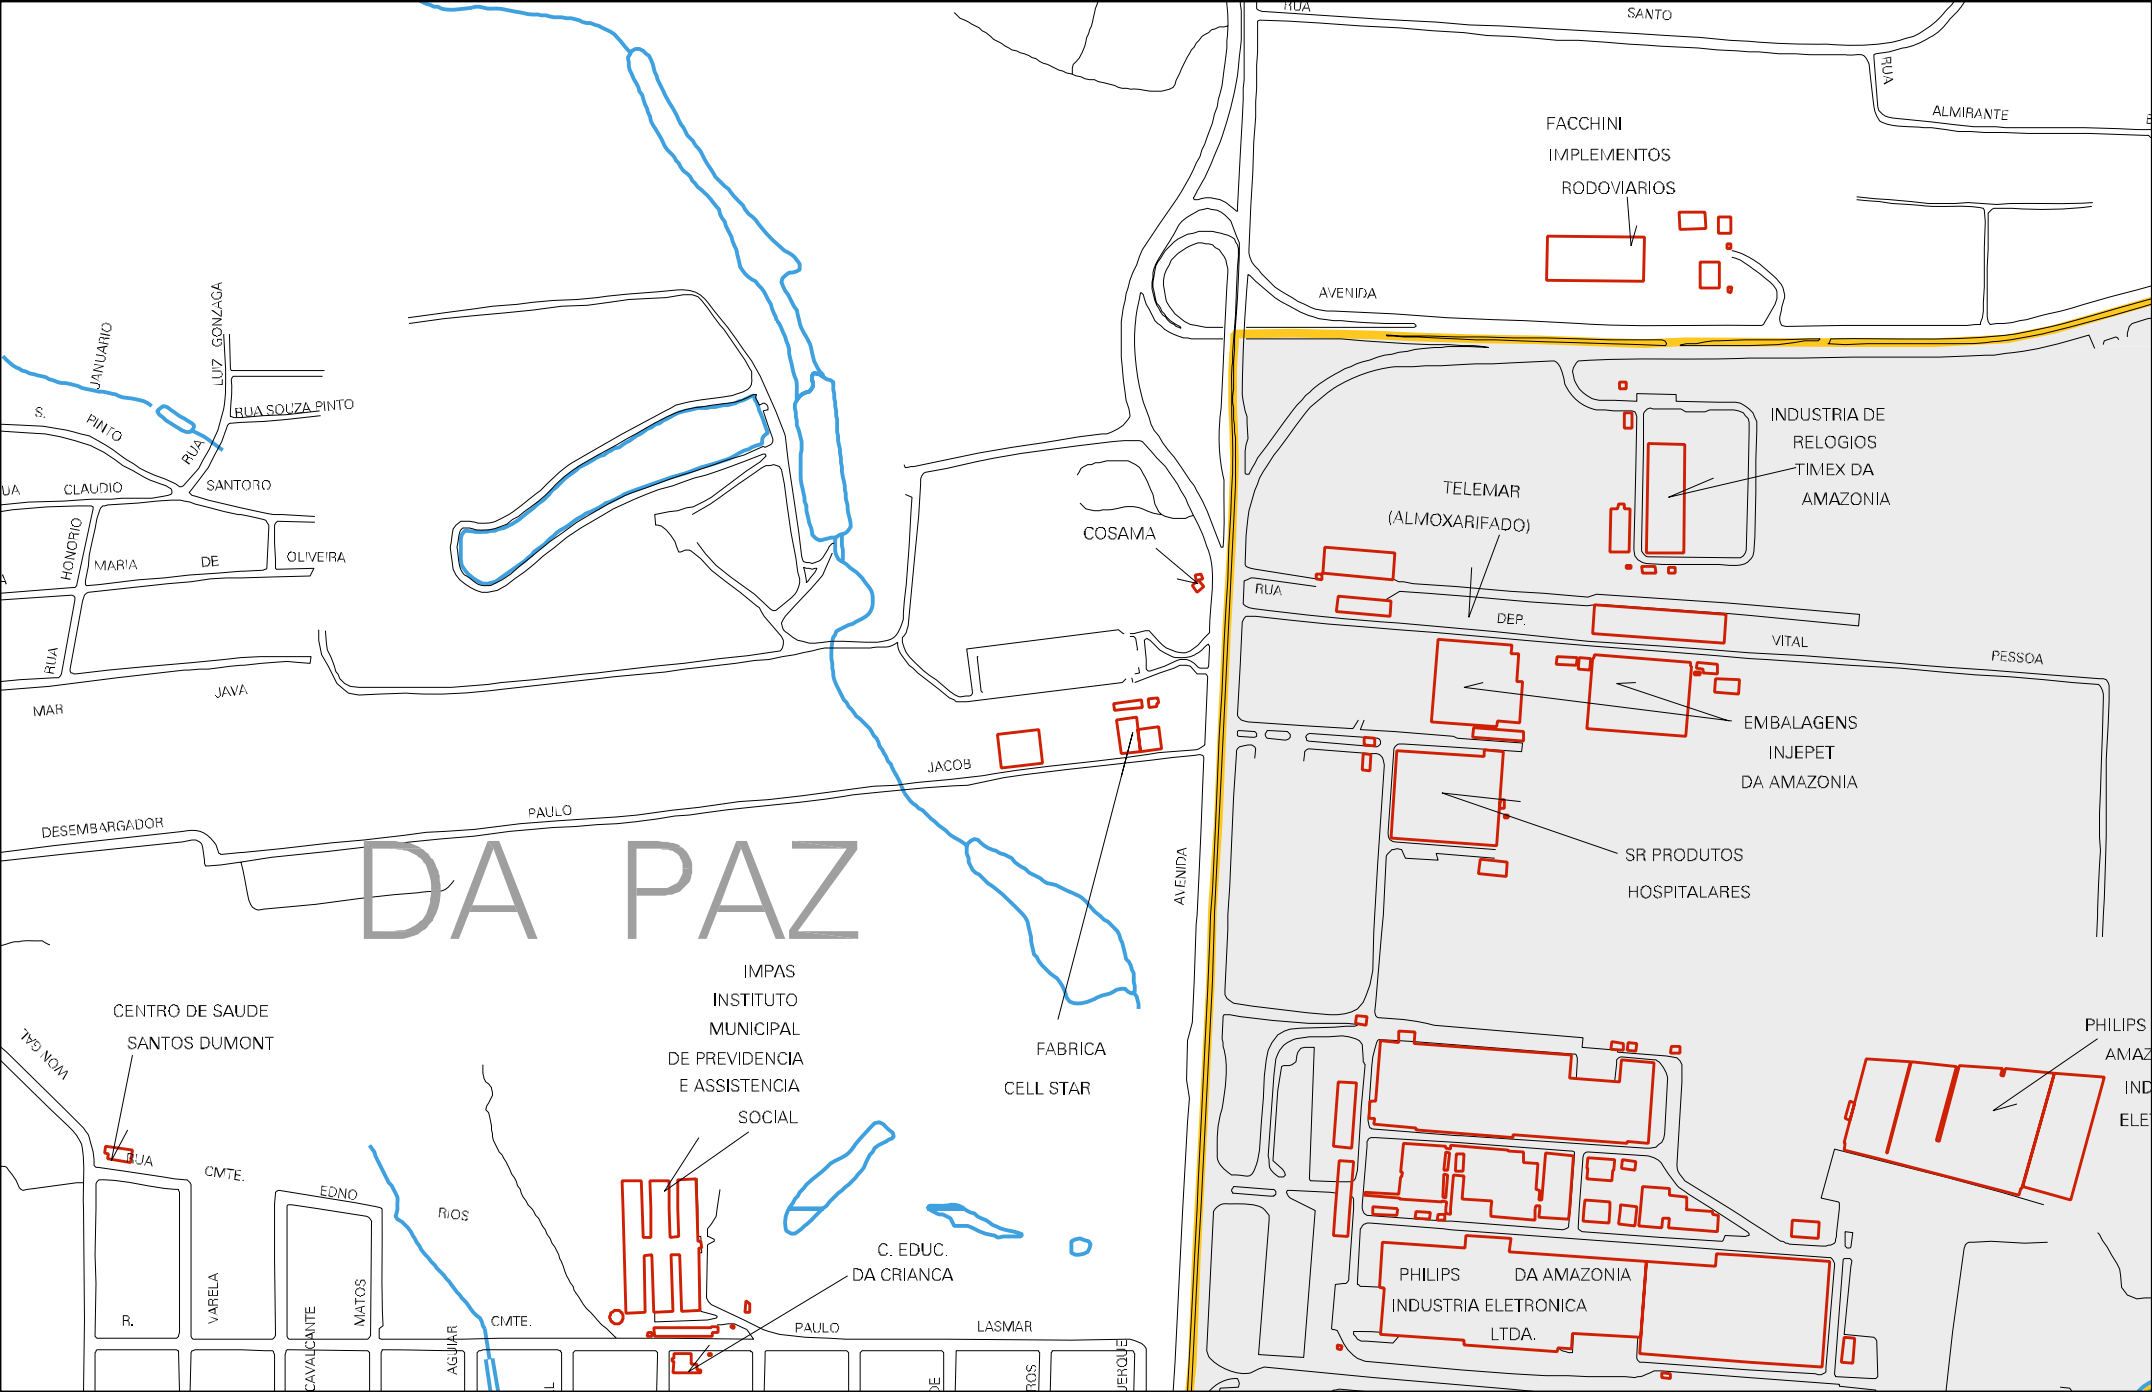 RUA
SANTO
RUA
ALMIRANTE
FACCHINI
IMPLEMENTOS
RODOVIARIOS
AVENIDA
JANUARIO
LUIZ GONZAGA
RUA
RUA SOUZA PINTO
S.
PINTO
CLAUDIO
SANTORO
HONORIO
RUA
MARIA
DE
OLIVEIRA
MAR
JAVA
COSAMA
INDUSTRIA DE
RELOGIOS
TIMEX DA
AMAZONIA
TELEMAR
(ALMOXARIFADO)
RUA
DEP.
VITAL
PESSOA
EMBALAGENS
INJEPET
DA AMAZONIA
SR PRODUTOS
HOSPITALARES
DESEMBARGADOR
PAULO
JACOB
AVENIDA
DA PAZ
IMPAS
INSTITUTO
MUNICIPAL
DE PREVIDENCIA
E ASSISTENCIA
SOCIAL
FABRICA
CELL STAR
CENTRO DE SAUDE
SANTOS DUMONT
WON GAL
RUA
CMTE.
EDNO
RIOS
C. EDUC.
DA CRIANCA
R.
VARELA
CAVALCANTE
MATOS
AGUIAR
CMTE.
PAULO
LASMAR
DE
PHILIPS
PHILIPS DA AMAZONIA
INDUSTRIA ELETRONICA
LTDA.